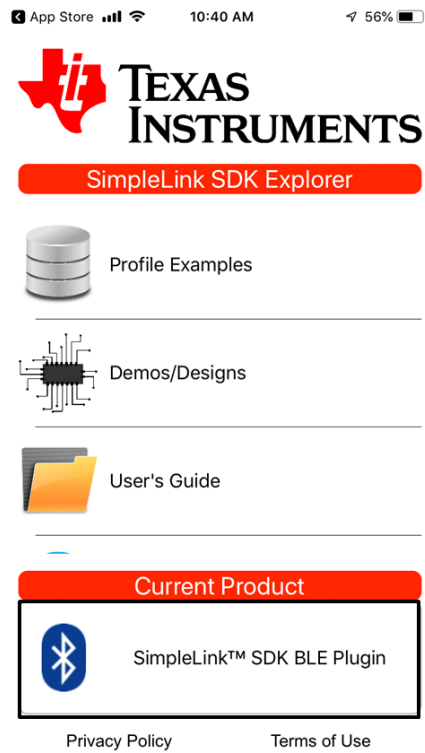 App Store 10:40 AM 56%
TEXAS
INSTRUMENTS
SimpleLink SDK Explorer
Profile Examples
Demos/Designs
User's Guide
Current Product
SimpleLink™ SDK BLE Plugin
Privacy Policy Terms of Use